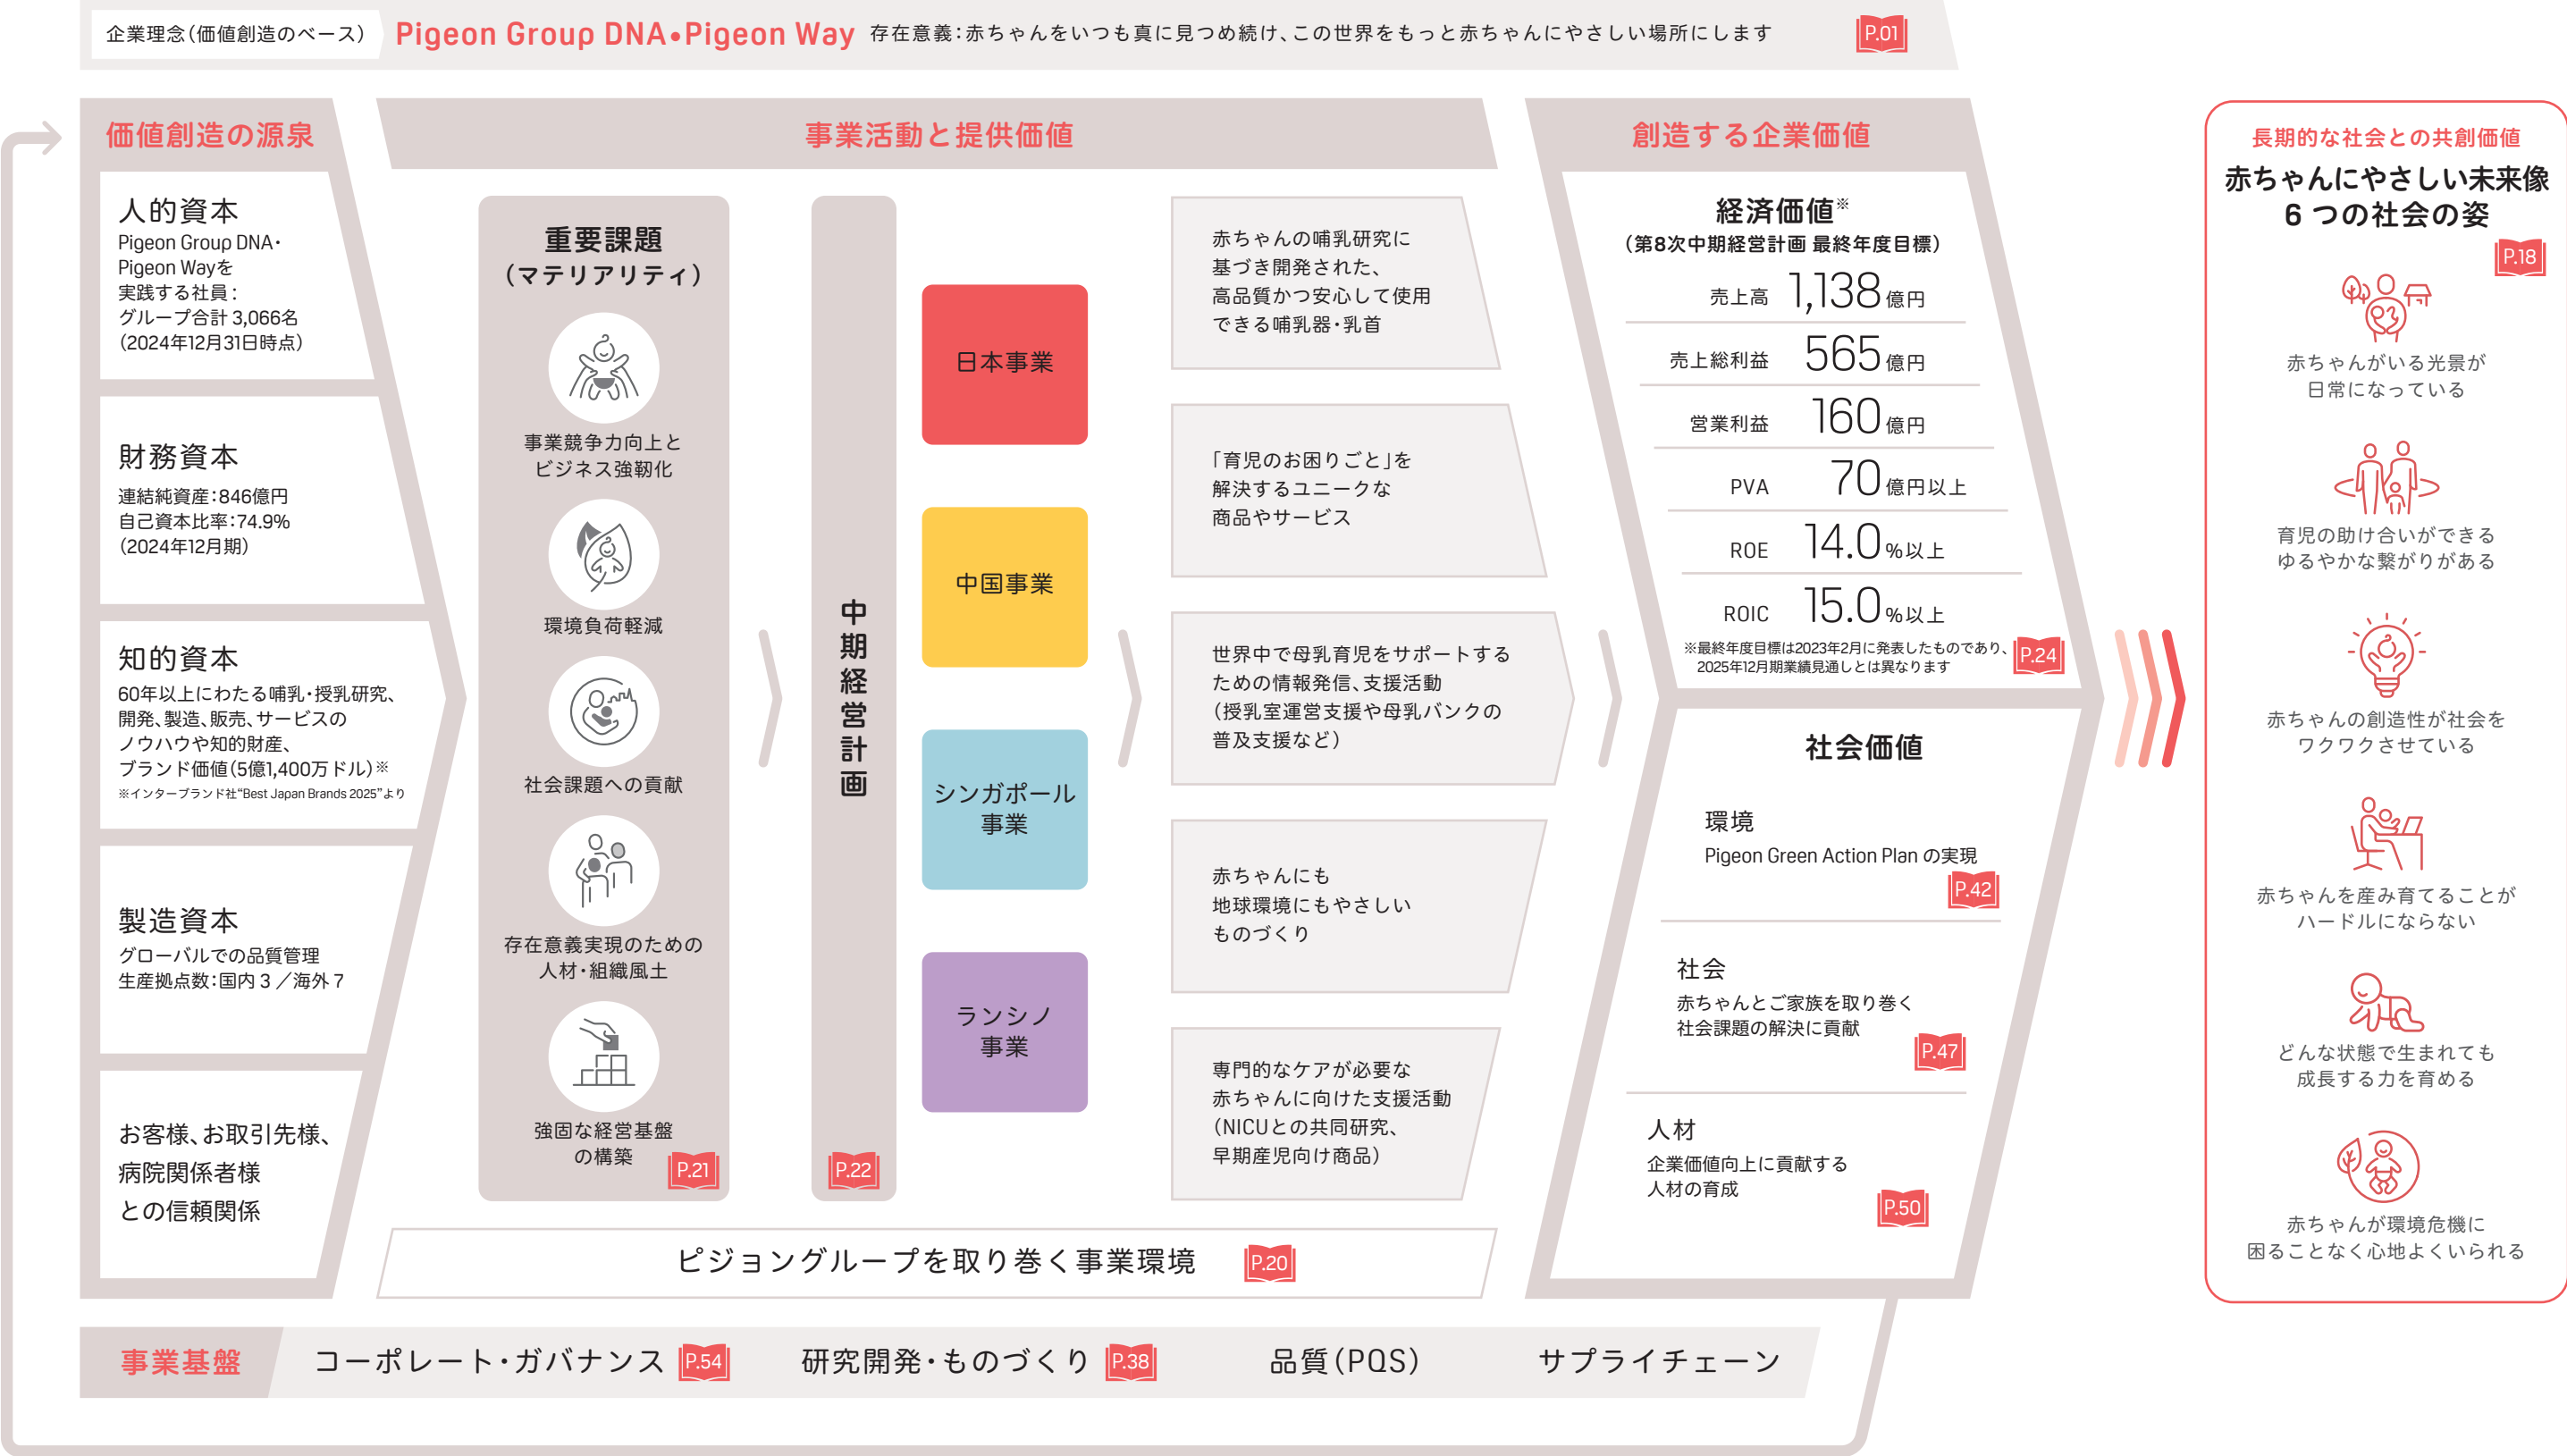 企業理念（価値創造のベース） Pigeon Group DNA•Pigeon Way 存在意義：赤ちゃんをいつも真に見つめ続け、この世界をもっと赤ちゃんにやさしい場所にします P.01
価値創造の源泉
人的資本
Pigeon Group DNA・
Pigeon Wayを
実践する社員：
グループ合計 3,066名
（2024年12月31日時点）
財務資本
連結純資産：846億円
自己資本比率：74.9%
（2024年12月期）
知的資本
60年以上にわたる哺乳・授乳研究、
開発、製造、販売、サービスの
ノウハウや知的財産、
ブランド価値（5億1,400万ドル）※
※インターブランド社“Best Japan Brands 2025”より
製造資本
グローバルでの品質管理
生産拠点数：国内 3 ／海外 7
お客様、お取引先様、
病院関係者様
との信頼関係
事業活動と提供価値
重要課題
（マテリアリティ）
事業競争力向上と
ビジネス強靭化
環境負荷軽減
社会課題への貢献
存在意義実現のための
人材・組織風土
強固な経営基盤
の構築
P.21
中期経営計画
P.22
日本事業
中国事業
シンガポール
事業
ランシノ
事業
赤ちゃんの哺乳研究に
基づき開発された、
高品質かつ安心して使用
できる哺乳器・乳首
「育児のお困りごと」を
解決するユニークな
商品やサービス
世界中で母乳育児をサポートする
ための情報発信、支援活動
（授乳室運営支援や母乳バンクの
普及支援など）
赤ちゃんにも
地球環境にもやさしい
ものづくり
専門的なケアが必要な
赤ちゃんに向けた支援活動
（NICUとの共同研究、
早期産児向け商品）
ピジョングループを取り巻く事業環境 P.20
創造する企業価値
経済価値※
（第8次中期経営計画 最終年度目標）
売上高 1,138億円
売上総利益 565億円
営業利益 160億円
PVA 70億円以上
ROE 14.0%以上
ROIC 15.0%以上
※最終年度目標は2023年2月に発表したものであり、
2025年12月期業績見通しとは異なります
P.24
社会価値
環境
Pigeon Green Action Plan の実現
P.42
社会
赤ちゃんとご家族を取り巻く
社会課題の解決に貢献
P.47
人材
企業価値向上に貢献する
人材の育成
P.50
長期的な社会との共創価値
赤ちゃんにやさしい未来像
6 つの社会の姿
P.18
赤ちゃんがいる光景が
日常になっている
育児の助け合いができる
ゆるやかな繋がりがある
赤ちゃんの創造性が社会を
ワクワクさせている
赤ちゃんを産み育てることが
ハードルにならない
どんな状態で生まれても
成長する力を育める
赤ちゃんが環境危機に
困ることなく心地よくいられる
事業基盤 コーポレート・ガバナンス P.54 研究開発・ものづくり P.38 品質（PQS） サプライチェーン